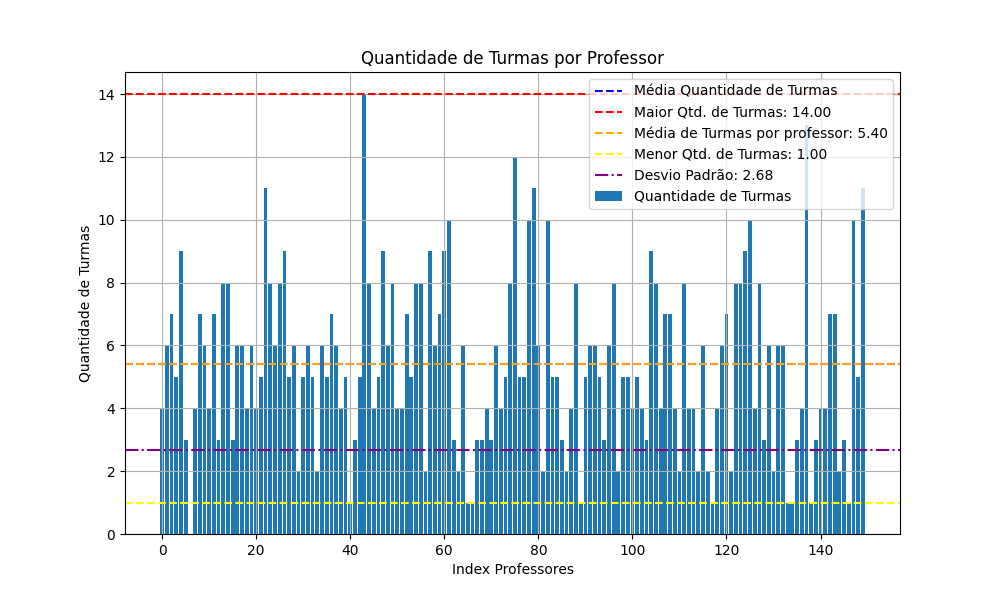 Quantidade de Turmas por Professor
Média Quantidade de Turmas
Maior Qtd. de Turmas: 14.00
Média de Turmas por professor: 5.40
Menor Qtd. de Turmas: 1.00
Desvio Padrão: 2.68
Quantidade de Turmas
Quantidade de Turmas
14
12
10
8
6
4
2
0
0 20 40 60 80 100 120 140
Index Professores